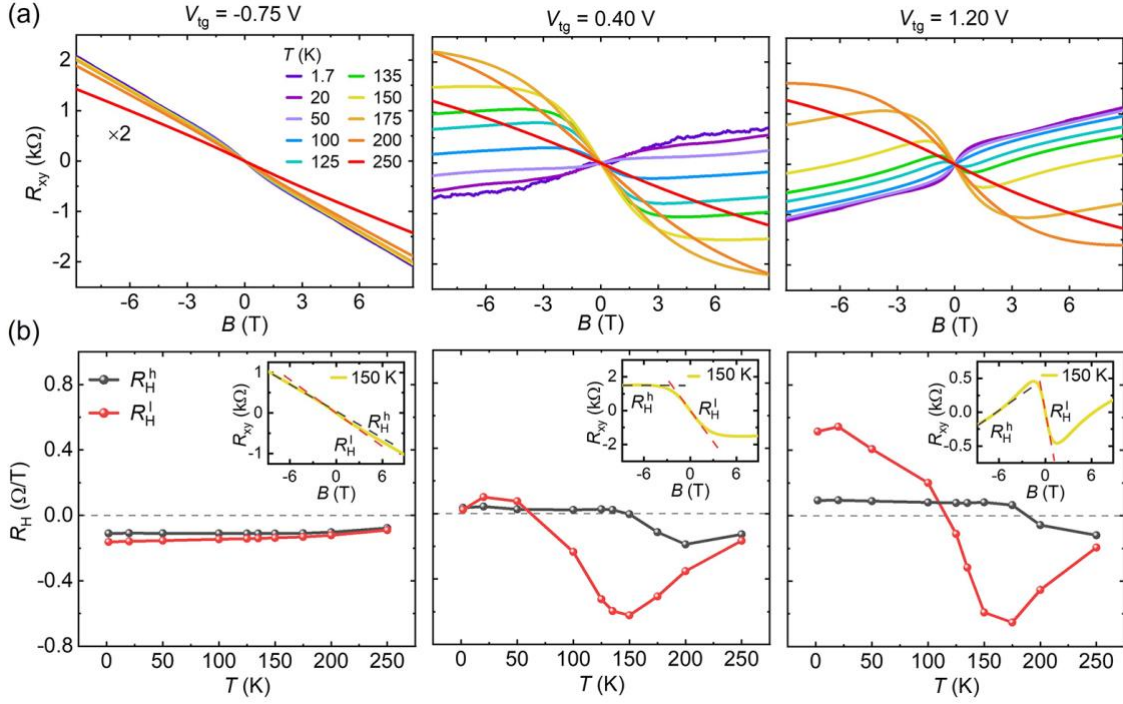 (a)
V_tg = -0.75 V
V_tg = 0.40 V
V_tg = 1.20 V
R_xy (kΩ)
2
1
0
-1
-2
T (K)
1.7 135
20 150
50 175
100 200
125 250
×2
-6 -3 0 3 6
B (T)
-6 -3 0 3 6
B (T)
-6 -3 0 3 6
B (T)
(b)
R_H (Ω/T)
0.8
0.4
0.0
-0.4
-0.8
R_H^h
R_H^l
R_xy (kΩ)
1
0
-1
150 K
R_H^h
R_H^l
-6 0 6
B (T)
0 50 100 150 200 250
T (K)
R_xy (kΩ)
2
0
-2
150 K
R_H^h
R_H^l
-6 0 6
B (T)
0 50 100 150 200 250
T (K)
R_xy (kΩ)
0.5
0.0
-0.5
150 K
R_H^h
R_H^l
-6 0 6
B (T)
0 50 100 150 200 250
T (K)